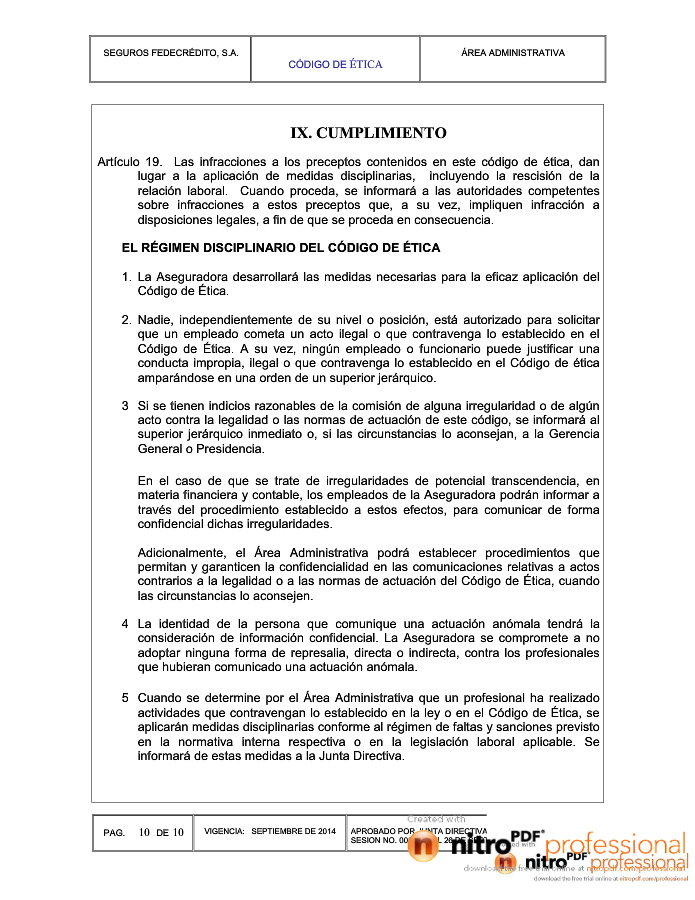 SEGUROS FEDECRÉDITO, S.A.
CÓDIGO DE ÉTICA
ÁREA ADMINISTRATIVA
IX. CUMPLIMIENTO
Artículo 19. Las infracciones a los preceptos contenidos en este código de ética, dan
lugar a la aplicación de medidas disciplinarias, incluyendo la rescisión de la
relación laboral. Cuando proceda, se informará a las autoridades competentes
sobre infracciones a estos preceptos que, a su vez, impliquen infracción a
disposiciones legales, a fin de que se proceda en consecuencia.
EL RÉGIMEN DISCIPLINARIO DEL CÓDIGO DE ÉTICA
1. La Aseguradora desarrollará las medidas necesarias para la eficaz aplicación del
Código de Ética.
2. Nadie, independientemente de su nivel o posición, está autorizado para solicitar
que un empleado cometa un acto ilegal o que contravenga lo establecido en el
Código de Ética. A su vez, ningún empleado o funcionario puede justificar una
conducta impropia, ilegal o que contravenga lo establecido en el Código de ética
amparándose en una orden de un superior jerárquico.
3 Si se tienen indicios razonables de la comisión de alguna irregularidad o de algún
acto contra la legalidad o las normas de actuación de este código, se informará al
superior jerárquico inmediato o, si las circunstancias lo aconsejan, a la Gerencia
General o Presidencia.
En el caso de que se trate de irregularidades de potencial transcendencia, en
materia financiera y contable, los empleados de la Aseguradora podrán informar a
través del procedimiento establecido a estos efectos, para comunicar de forma
confidencial dichas irregularidades.
Adicionalmente, el Área Administrativa podrá establecer procedimientos que
permitan y garanticen la confidencialidad en las comunicaciones relativas a actos
contrarios a la legalidad o a las normas de actuación del Código de Ética, cuando
las circunstancias lo aconsejen.
4 La identidad de la persona que comunique una actuación anómala tendrá la
consideración de información confidencial. La Aseguradora se compromete a no
adoptar ninguna forma de represalia, directa o indirecta, contra los profesionales
que hubieran comunicado una actuación anómala.
5 Cuando se determine por el Área Administrativa que un profesional ha realizado
actividades que contravengan lo establecido en la ley o en el Código de Ética, se
aplicarán medidas disciplinarias conforme al régimen de faltas y sanciones previsto
en la normativa interna respectiva o en la legislación laboral aplicable. Se
informará de estas medidas a la Junta Directiva.
PAG. 10 DE 10
VIGENCIA: SEPTIEMBRE DE 2014
APROBADO POR JUNTA DIRECTIVA
SESION NO.
Created with
nitro PDF professional
download the free trial online at nitropdf.com/professional
nitro PDF professional
download the free trial online at nitropdf.com/professional